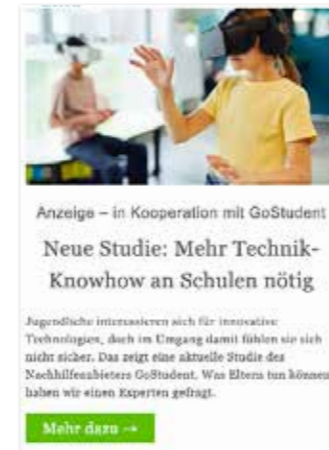 Anzeige – in Kooperation mit GoStudent
Neue Studie: Mehr Technik-
Knowhow an Schulen nötig
Jugendliche interessieren sich für innovative
Technologien, doch im Umgang damit fühlen sie sich
nicht sicher. Das zeigt eine aktuelle Studie des
Nachhilfeanbieters GoStudent. Was Eltern tun können,
haben wir einen Experten gefragt.
Mehr dazu →